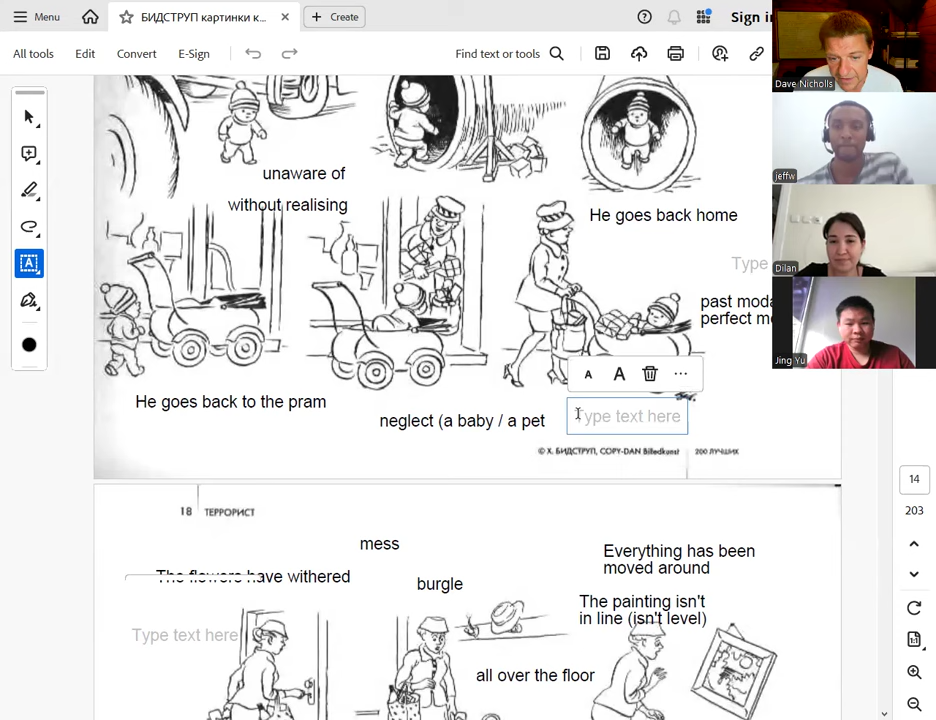 Menu
БИДСТРУП картинки к...
Create
Sign in
All tools
Edit
Convert
E-Sign
Find text or tools
Dave Nicholls
jeffw
Dilan
Jing Yu
unaware of
without realising
He goes back home
Type
past moda
perfect m
He goes back to the pram
neglect (a baby / a pet
A A ...
Type text here
© Х. БИДСТРУП, COPY-DAN Billedkunst 200 ЛУЧШИХ
14
203
18 ТЕРРОРИСТ
mess
Everything has been
moved around
The flowers have withered
burgle
The painting isn't
in line (isn't level)
Type text here
all over the floor